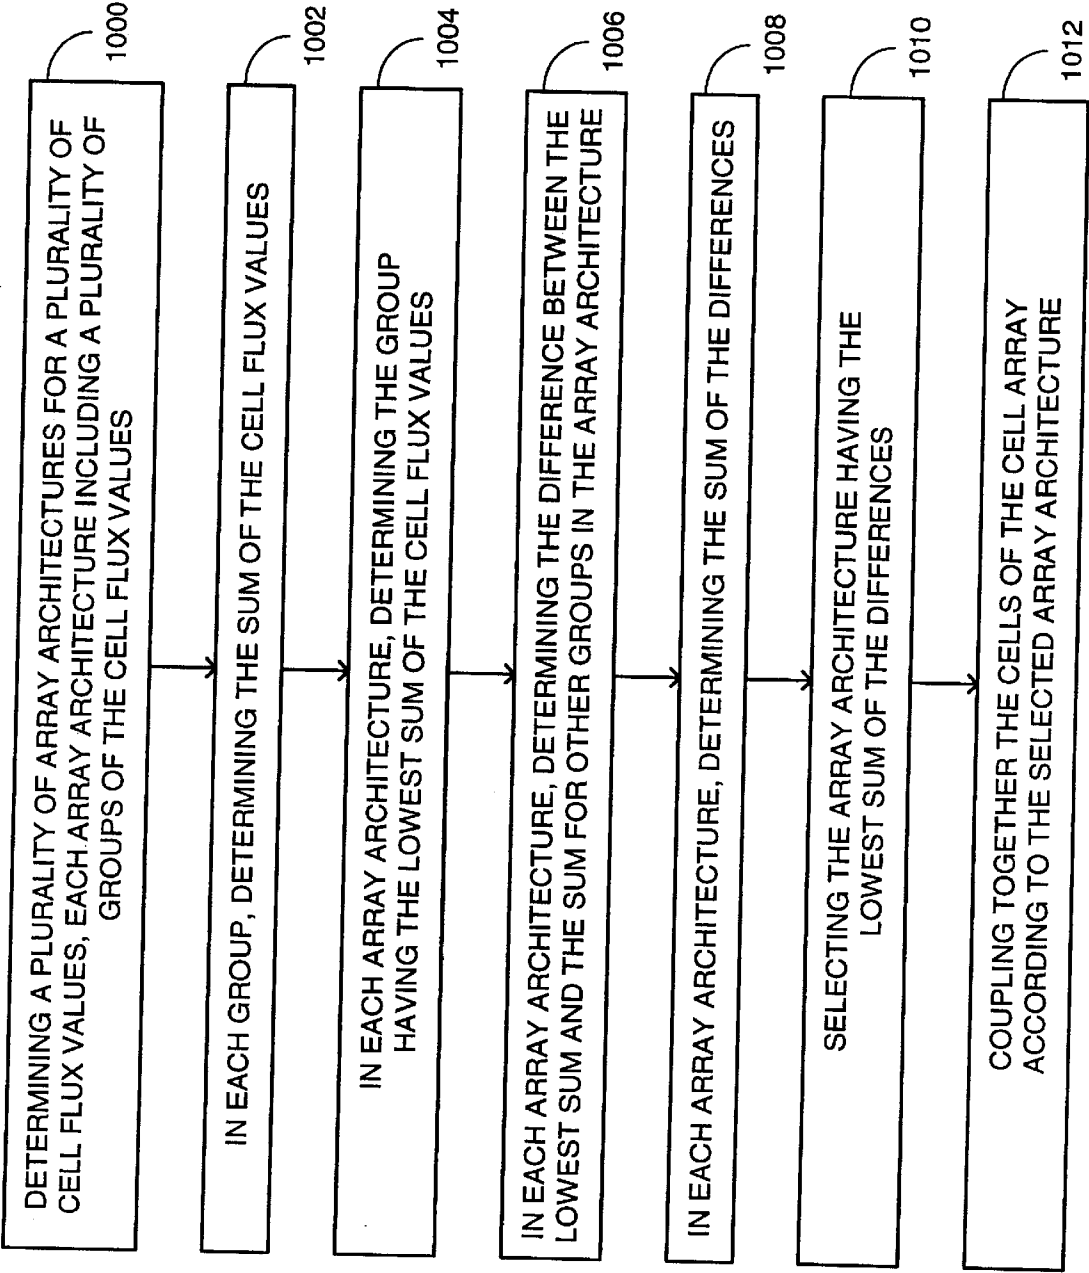 1000
DETERMINING A PLURALITY OF ARRAY ARCHITECTURES FOR A PLURALITY OF
CELL FLUX VALUES, EACH ARRAY ARCHITECTURE INCLUDING A PLURALITY OF
GROUPS OF THE CELL FLUX VALUES
1002
IN EACH GROUP, DETERMINING THE SUM OF THE CELL FLUX VALUES
1004
IN EACH ARRAY ARCHITECTURE, DETERMINING THE GROUP
HAVING THE LOWEST SUM OF THE CELL FLUX VALUES
1006
IN EACH ARRAY ARCHITECTURE, DETERMINING THE DIFFERENCE BETWEEN THE
LOWEST SUM AND THE SUM FOR OTHER GROUPS IN THE ARRAY ARCHITECTURE
1008
IN EACH ARRAY ARCHITECTURE, DETERMINING THE SUM OF THE DIFFERENCES
1010
SELECTING THE ARRAY ARCHITECTURE HAVING THE
LOWEST SUM OF THE DIFFERENCES
1012
COUPLING TOGETHER THE CELLS OF THE CELL ARRAY
ACCORDING TO THE SELECTED ARRAY ARCHITECTURE